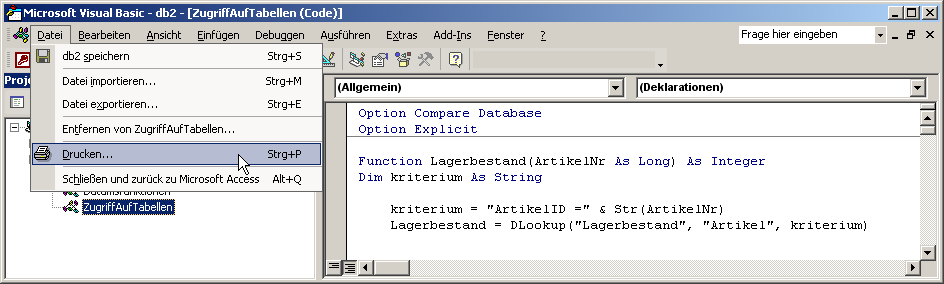 Microsoft Visual Basic - db2 - [ZugriffAufTabellen (Code)]
Datei Bearbeiten Ansicht Einfügen Format Debuggen Ausführen Extras Add-Ins Fenster ? Frage hier eingeben
db2 speichern Strg+S
Datei importieren... Strg+M
Datei exportieren... Strg+E
Entfernen von ZugriffAufTabellen...
Drucken... Strg+P
Schließen und zurück zu Microsoft Access Alt+Q
Proje
Datumsfunktionen
ZugriffAufTabellen
(Allgemein) (Deklarationen)
Option Compare Database
Option Explicit
Function Lagerbestand(ArtikelNr As Long) As Integer
Dim kriterium As String
kriterium = "ArtikelID =" & Str(ArtikelNr)
Lagerbestand = DLookup("Lagerbestand", "Artikel", kriterium)